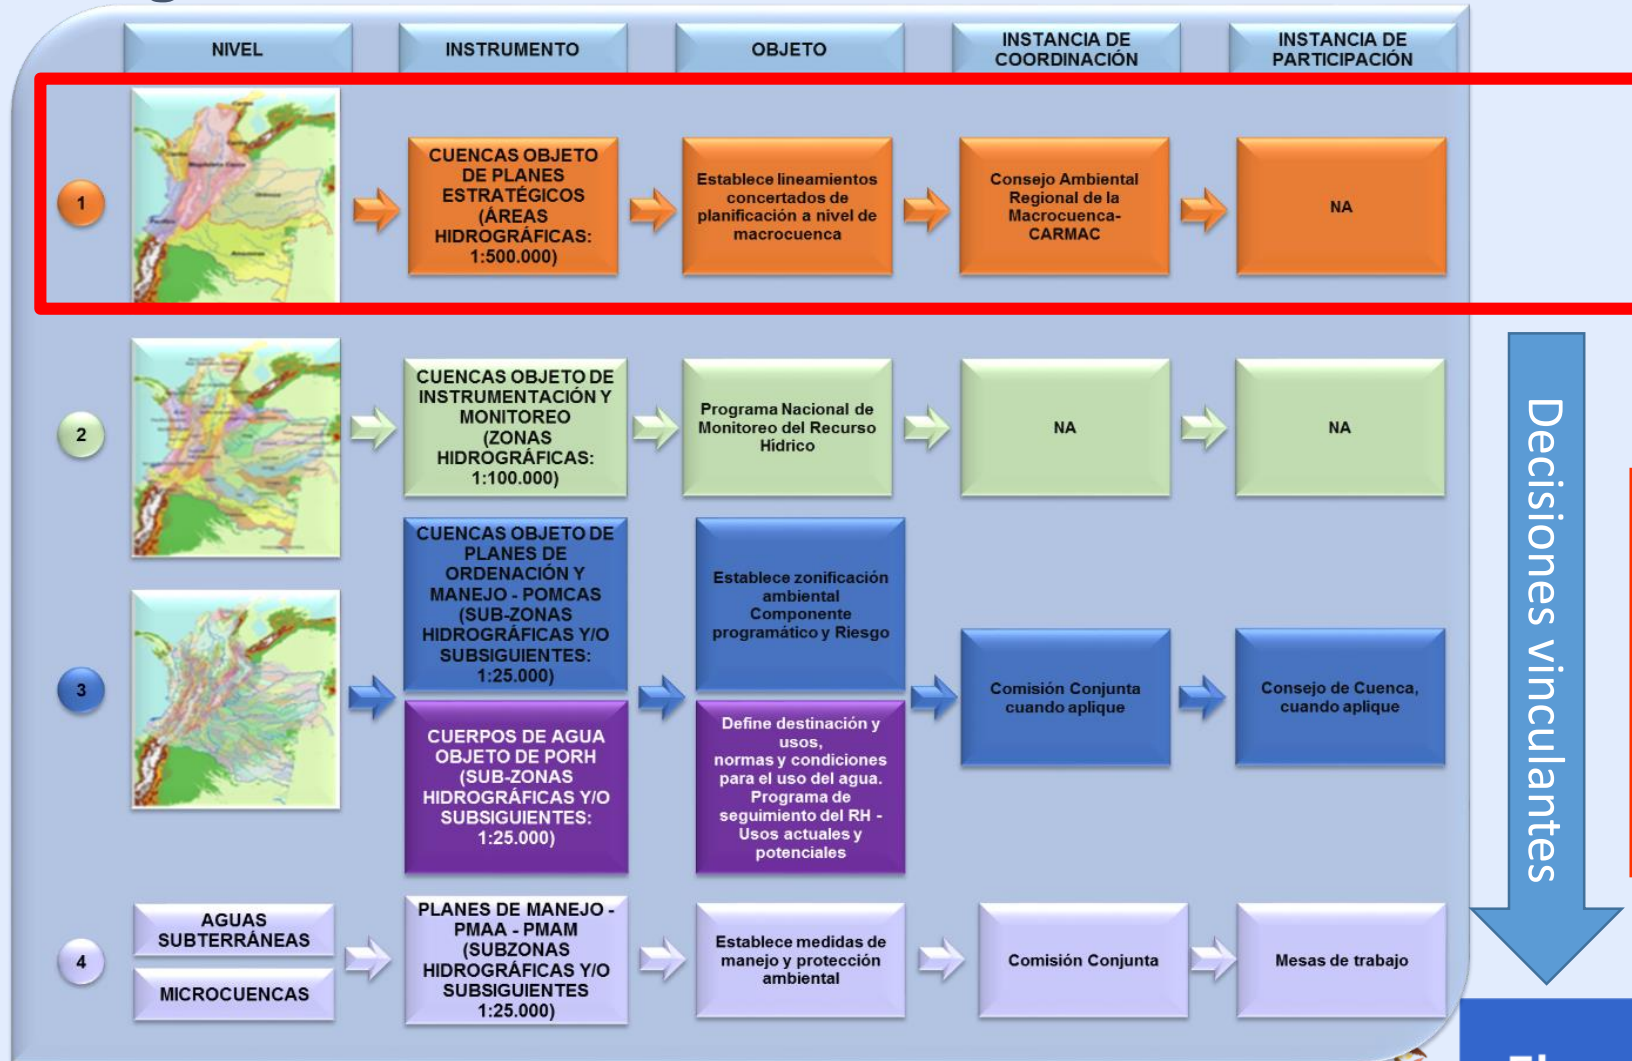 NIVEL
INSTRUMENTO
OBJETO
INSTANCIA DE
COORDINACIÓN
INSTANCIA DE
PARTICIPACIÓN
1
CUENCAS OBJETO
DE PLANES
ESTRATÉGICOS
(ÁREAS
HIDROGRÁFICAS:
1:500.000)
Establece lineamientos
concertados de
planificación a nivel de
macrocuenca
Consejo Ambiental
Regional de la
Macrocuenca-
CARMAC
NA
2
CUENCAS OBJETO DE
INSTRUMENTACIÓN Y
MONITOREO
(ZONAS
HIDROGRÁFICAS:
1:100.000)
Programa Nacional de
Monitoreo del Recurso
Hídrico
NA
NA
3
CUENCAS OBJETO DE
PLANES DE
ORDENACIÓN Y
MANEJO - POMCAS
(SUB-ZONAS
HIDROGRÁFICAS Y/O
SUBSIGUIENTES:
1:25.000)
Establece zonificación
ambiental
Componente
programático y Riesgo
CUERPOS DE AGUA
OBJETO DE PORH
(SUB-ZONAS
HIDROGRÁFICAS Y/O
SUBSIGUIENTES:
1:25.000)
Define destinación y
usos,
normas y condiciones
para el uso del agua.
Programa de
seguimiento del RH -
Usos actuales y
potenciales
Comisión Conjunta
cuando aplique
Consejo de Cuenca,
cuando aplique
4
AGUAS
SUBTERRÁNEAS
MICROCUENCAS
PLANES DE MANEJO -
PMAA - PMAM
(SUBZONAS
HIDROGRÁFICAS Y/O
SUBSIGUIENTES
1:25.000)
Establece medidas de
manejo y protección
ambiental
Comisión Conjunta
Mesas de trabajo
Decisiones vinculantes